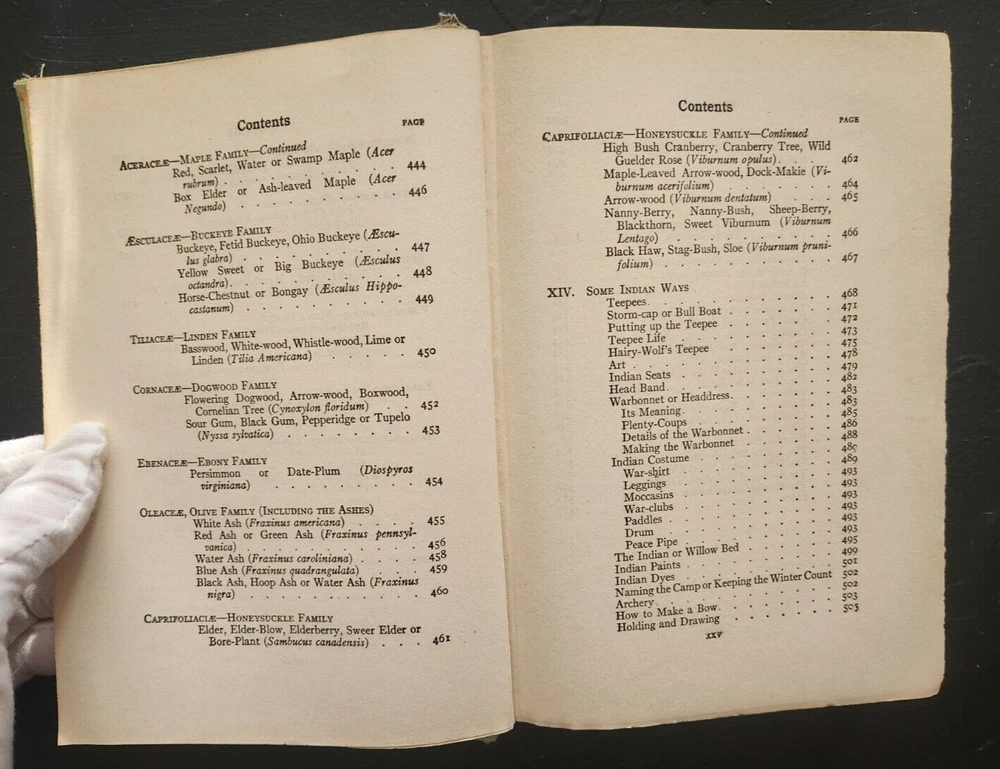 Contents
PAGE
ACERACEÆ—MAPLE FAMILY—Continued
Red, Scarlet, Water or Swamp Maple (Acer
rubrum) . . . . . . . . . 444
Box Elder or Ash-leaved Maple (Acer
Negundo) . . . . . . . . . 446
ÆSCULACEÆ—BUCKEYE FAMILY
Buckeye, Fetid Buckeye, Ohio Buckeye (Æscu-
lus glabra) . . . . . . . . . 447
Yellow Sweet or Big Buckeye (Æsculus
octandra) . . . . . . . . . 448
Horse-Chestnut or Bongay (Æsculus Hippo-
castanum) . . . . . . . . . 449
TILIACEÆ—LINDEN FAMILY
Basswood, White-wood, Whistle-wood, Lime or
Linden (Tilia Americana) . . . . . 450
CORNACEÆ—DOGWOOD FAMILY
Flowering Dogwood, Arrow-wood, Boxwood,
Cornelian Tree (Cynoxylon floridum) . . 452
Sour Gum, Black Gum, Pepperidge or Tupelo
(Nyssa sylvatica) . . . . . . . . 453
EBENACEÆ—EBONY FAMILY
Persimmon or Date-Plum (Diospyros
virginiana) . . . . . . . . . 454
OLEACEÆ, OLIVE FAMILY (INCLUDING THE ASHES)
White Ash (Fraxinus americana) . . . . 455
Red Ash or Green Ash (Fraxinus pennsyl-
vanica) . . . . . . . . . 456
Water Ash (Fraxinus caroliniana) . . . . 458
Blue Ash (Fraxinus quadrangulata) . . . . 459
Black Ash, Hoop Ash or Water Ash (Fraxinus
nigra) . . . . . . . . . 460
CAPRIFOLIACIÆ—HONEYSUCKLE FAMILY
Elder, Elder-Blow, Elderberry, Sweer Elder or
Bore-Plant (Sambucus canadensis) . . . 461
Contents
PAGE
CAPRIFOLIACIÆ—HONEYSUCKLE FAMILY—Continued
High Bush Cranberry, Cranberry Tree, Wild
Guelder Rose (Viburnum opulus) . . . 462
Maple-Leaved Arrow-wood, Dock-Makie (Vi-
burnum acerifolium) . . . . . . 464
Arrow-wood (Viburnum dentatum) . . . . 465
Nanny-Berry, Nanny-Bush, Sheep-Berry,
Blackthorn, Sweet Viburnum (Viburnum
Lentago) . . . . . . . . . 466
Black Haw, Stag-Bush, Sloe (Viburnum pruni-
folium) . . . . . . . . . 467
XIV. SOME INDIAN WAYS
Teepees . . . . . . . . . 468
Storm-cap or Bull Boat . . . . . . 471
Putting up the Teepee . . . . . . 472
Teepee Life . . . . . . . . 473
Hairy-Wolf's Teepee . . . . . . 475
Art . . . . . . . . . . 478
Indian Seats . . . . . . . . 479
Head Band . . . . . . . . 482
Warbonnet or Headdress . . . . . 483
Its Meaning . . . . . . . . 483
Plenty-Coups . . . . . . . . 485
Details of the Warbonnet . . . . . 486
Making the Warbonnet . . . . . 488
Indian Costume . . . . . . . 489
War-shirt . . . . . . . . 489
Leggings . . . . . . . . 493
Moccasins . . . . . . . . 493
War-clubs . . . . . . . . 493
Paddles . . . . . . . . . 493
Drum . . . . . . . . . 493
Peace Pipe . . . . . . . . 493
The Indian or Willow Bed . . . . . 495
Indian Paints . . . . . . . . 499
Indian Dyes . . . . . . . . 501
Naming the Camp or Keeping the Winter Count 502
Archery . . . . . . . . . 502
How to Make a Bow . . . . . . 503
Holding and Drawing . . . . . . 505
xxv